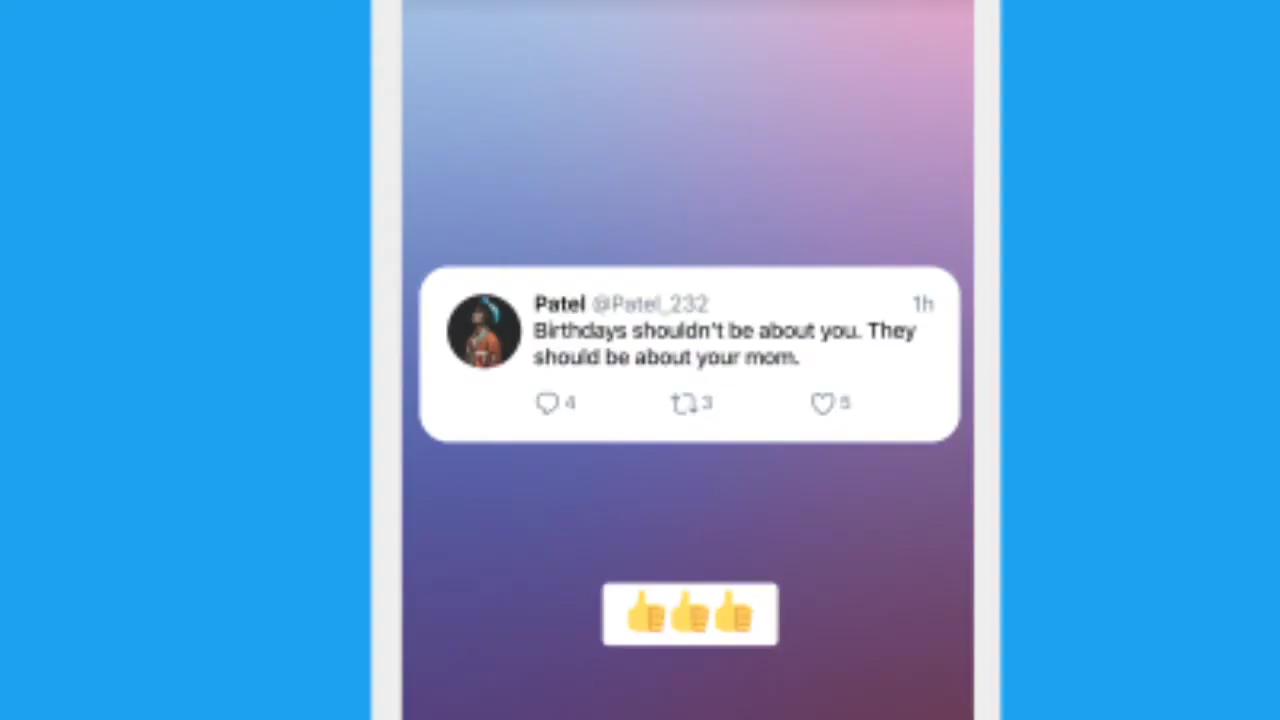 Patel @Patel_232 1h
Birthdays shouldn't be about you. They
should be about your mom.
4 3 5
👍👍👍